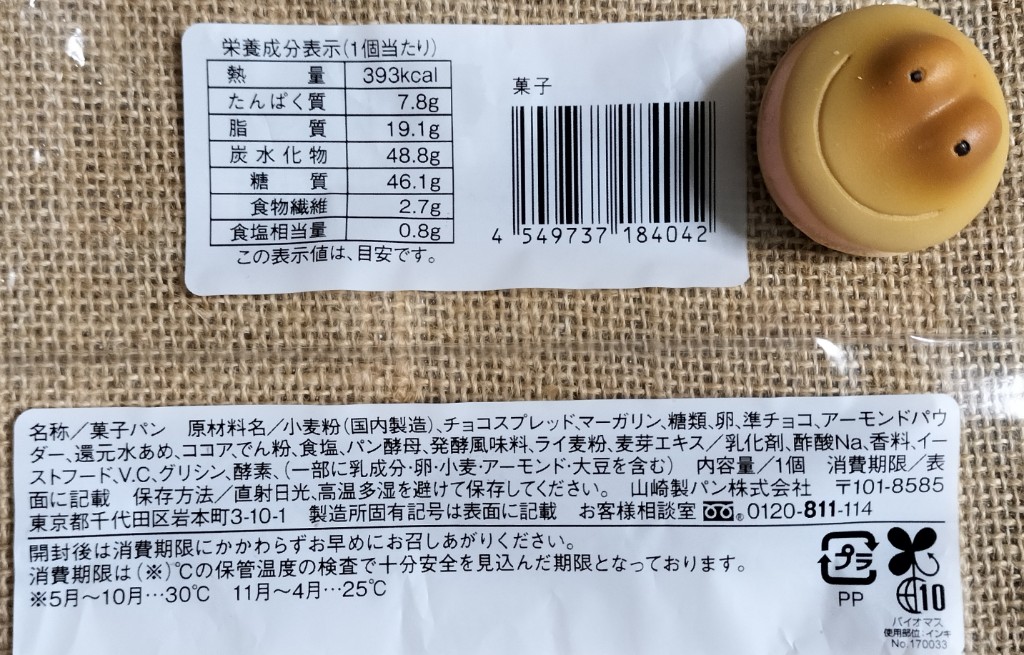 栄養成分表示(1個当たり)
熱量 393kcal
たんぱく質 7.8g
脂質 19.1g
炭水化物 48.8g
糖質 46.1g
食物繊維 2.7g
食塩相当量 0.8g
この表示値は、目安です。
菓子
4 549737 184042
名称／菓子パン 原材料名／小麦粉(国内製造)、チョコスプレッド、マーガリン、糖類、卵、準チョコ、アーモンドパウ
ダー、還元水あめ、ココア、でん粉、食塩、パン酵母、発酵風味料、ライ麦粉、麦芽エキス／乳化剤、酢酸Na、香料、イー
ストフード、V.C、グリシン、酵素、(一部に乳成分・卵・小麦・アーモンド・大豆を含む) 内容量／1個 消費期限／表
面に記載 保存方法／直射日光、高温多湿を避けて保存してください。 山崎製パン株式会社 〒101-8585
東京都千代田区岩本町3-10-1 製造所固有記号は表面に記載 お客様相談室 0120-811-114
開封後は消費期限にかかわらずお早めにお召しあがりください。
消費期限は(※)℃の保管温度の検査で十分安全を見込んだ期限となっております。
※5月～10月…30℃ 11月～4月…25℃
プラ
PP
10
バイオマス
使用部位:インキ
No.170033